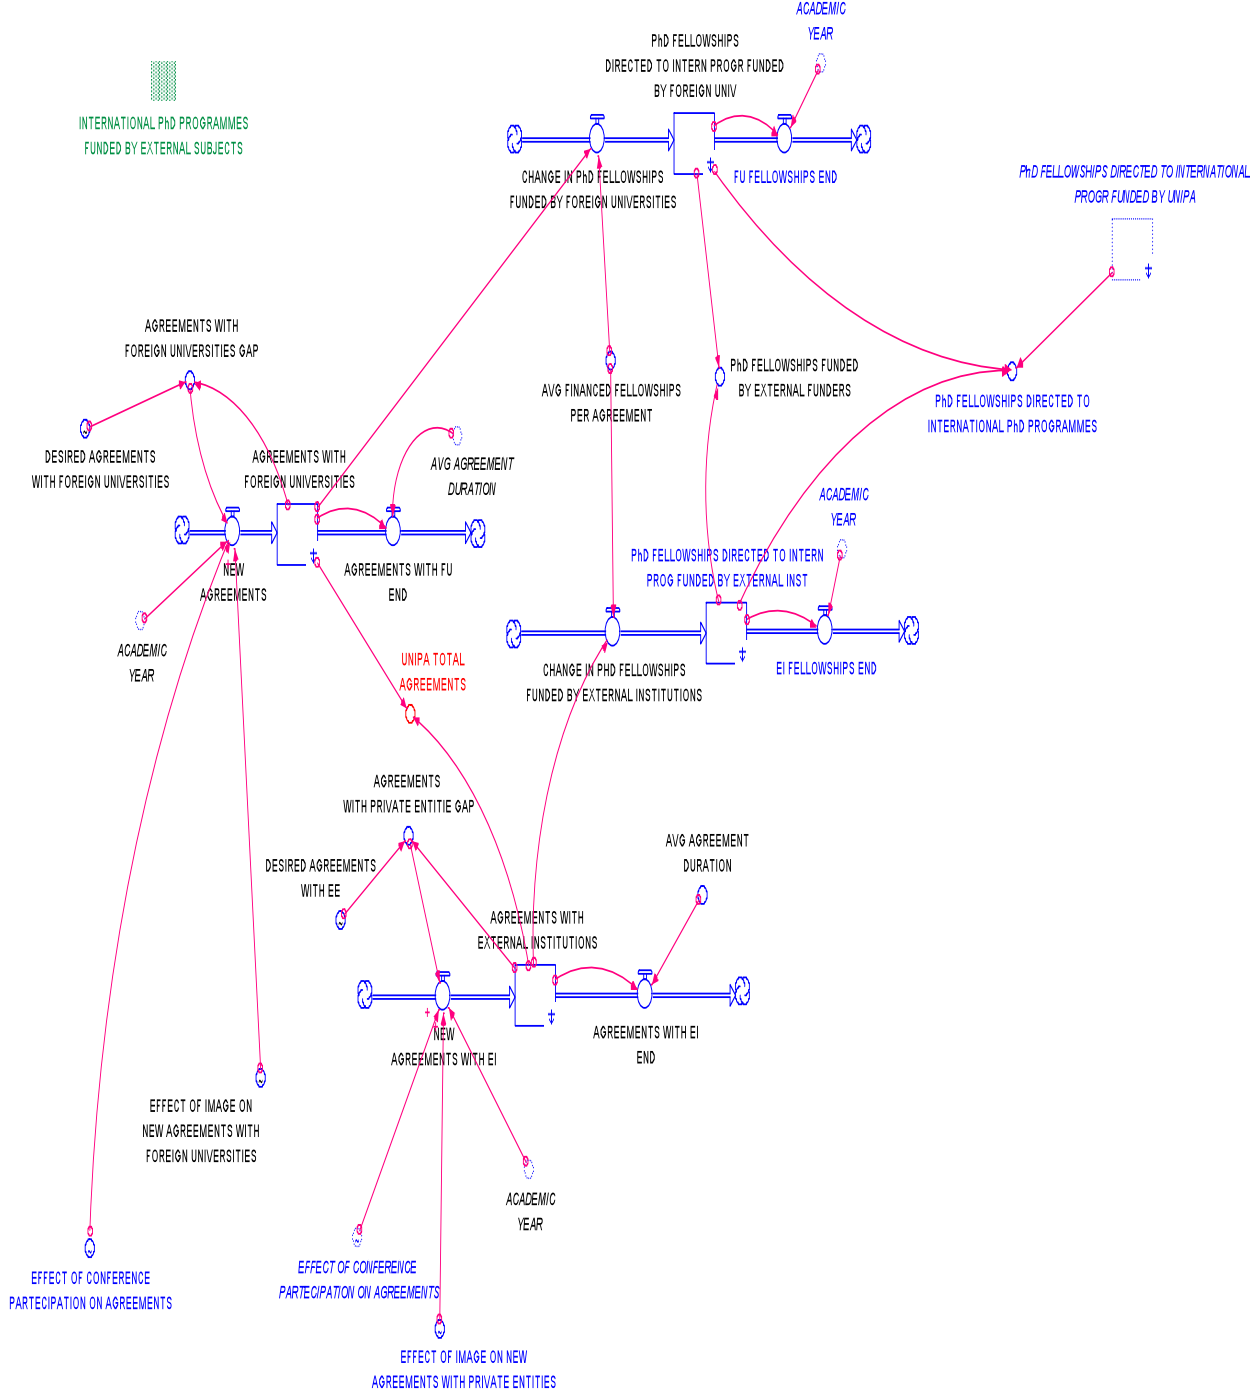 ACADEMIC
YEAR
PhD FELLOWSHIPS
DIRECTED TO INTERN PROGR FUNDED
BY FOREIGN UNIV
INTERNATIONAL PhD PROGRAMMES
FUNDED BY EXTERNAL SUBJECTS
CHANGE IN PhD FELLOWSHIPS
FUNDED BY FOREIGN UNIVERSITIES
FU FELLOWSHIPS END
PhD FELLOWSHIPS DIRECTED TO INTERNATIONAL
PROGR FUNDED BY UNIPA
AGREEMENTS WITH
FOREIGN UNIVERSITIES GAP
AVG FINANCED FELLOWSHIPS
PER AGREEMENT
PhD FELLOWSHIPS FUNDED
BY EXTERNAL FUNDERS
PhD FELLOWSHIPS DIRECTED TO
INTERNATIONAL PhD PROGRAMMES
DESIRED AGREEMENTS
WITH FOREIGN UNIVERSITIES
AGREEMENTS WITH
FOREIGN UNIVERSITIES
AVG AGREEMENT
DURATION
ACADEMIC
YEAR
NEW
AGREEMENTS
AGREEMENTS WITH FU
END
PhD FELLOWSHIPS DIRECTED TO INTERN
PROG FUNDED BY EXTERNAL INST
ACADEMIC
YEAR
UNIPA TOTAL
AGREEMENTS
CHANGE IN PHD FELLOWSHIPS
FUNDED BY EXTERNAL INSTITUTIONS
EI FELLOWSHIPS END
AGREEMENTS
WITH PRIVATE ENTITIE GAP
DESIRED AGREEMENTS
WITH EE
AVG AGREEMENT
DURATION
AGREEMENTS WITH
EXTERNAL INSTITUTIONS
NEW
AGREEMENTS WITH EI
AGREEMENTS WITH EI
END
EFFECT OF IMAGE ON
NEW AGREEMENTS WITH
FOREIGN UNIVERSITIES
ACADEMIC
YEAR
EFFECT OF CONFERENCE
PARTECIPATION ON AGREEMENTS
EFFECT OF CONFERENCE
PARTECIPATION ON AGREEMENTS
EFFECT OF IMAGE ON NEW
AGREEMENTS WITH PRIVATE ENTITIES